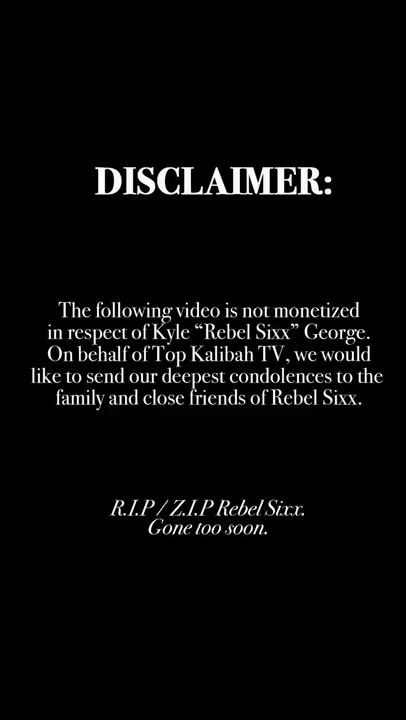 DISCLAIMER:
The following video is not monetized
in respect of Kyle “Rebel Sixx” George.
On behalf of Top Kalibah TV, we would
like to send our deepest condolences to the
family and close friends of Rebel Sixx.
R.I.P / Z.I.P Rebel Sixx.
Gone too soon.